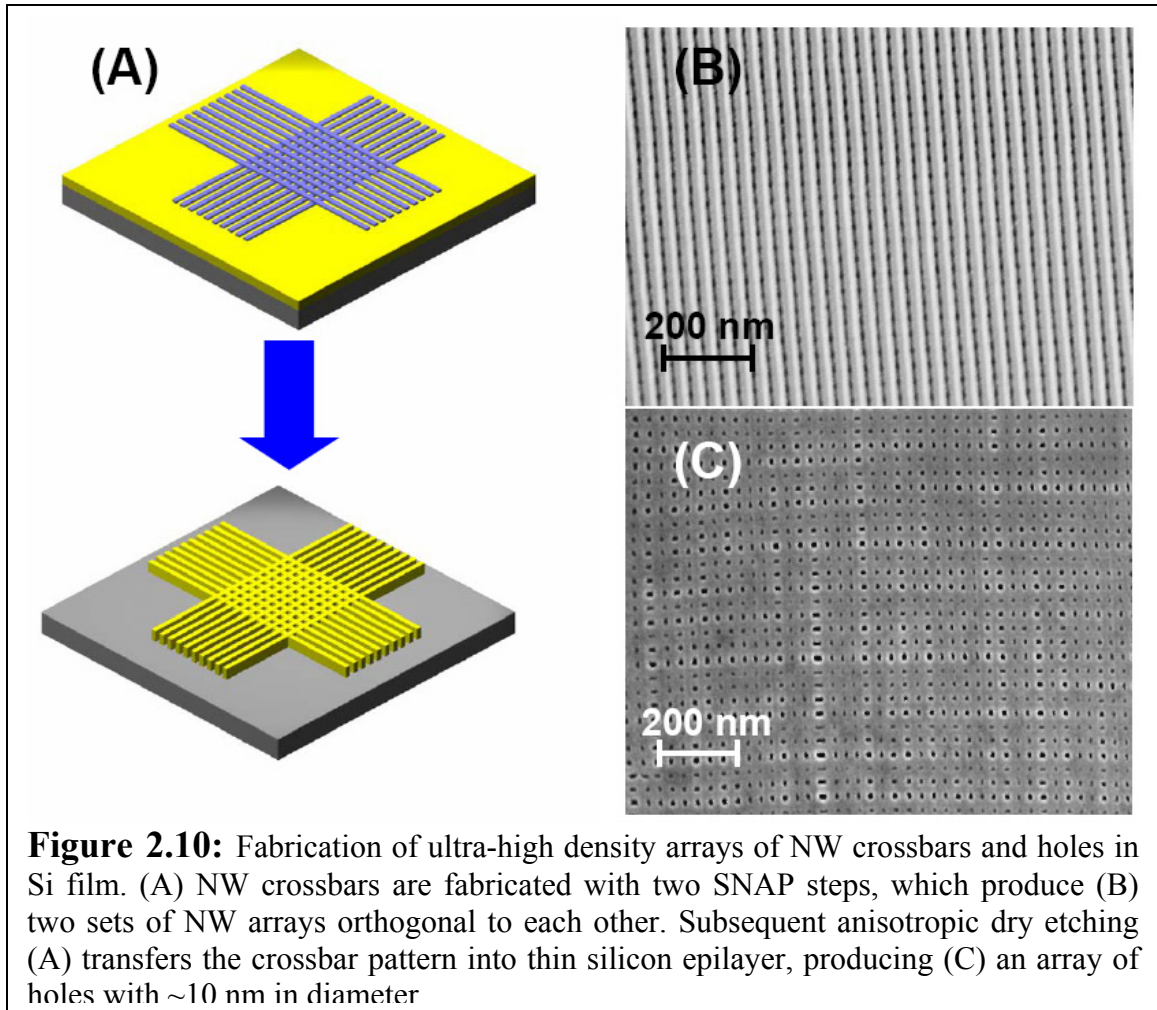 (A)
(B)
200 nm
(C)
200 nm
Figure 2.10: Fabrication of ultra-high density arrays of NW crossbars and holes in
Si film. (A) NW crossbars are fabricated with two SNAP steps, which produce (B)
two sets of NW arrays orthogonal to each other. Subsequent anisotropic dry etching
(A) transfers the crossbar pattern into thin silicon epilayer, producing (C) an array of
holes with ~10 nm in diameter